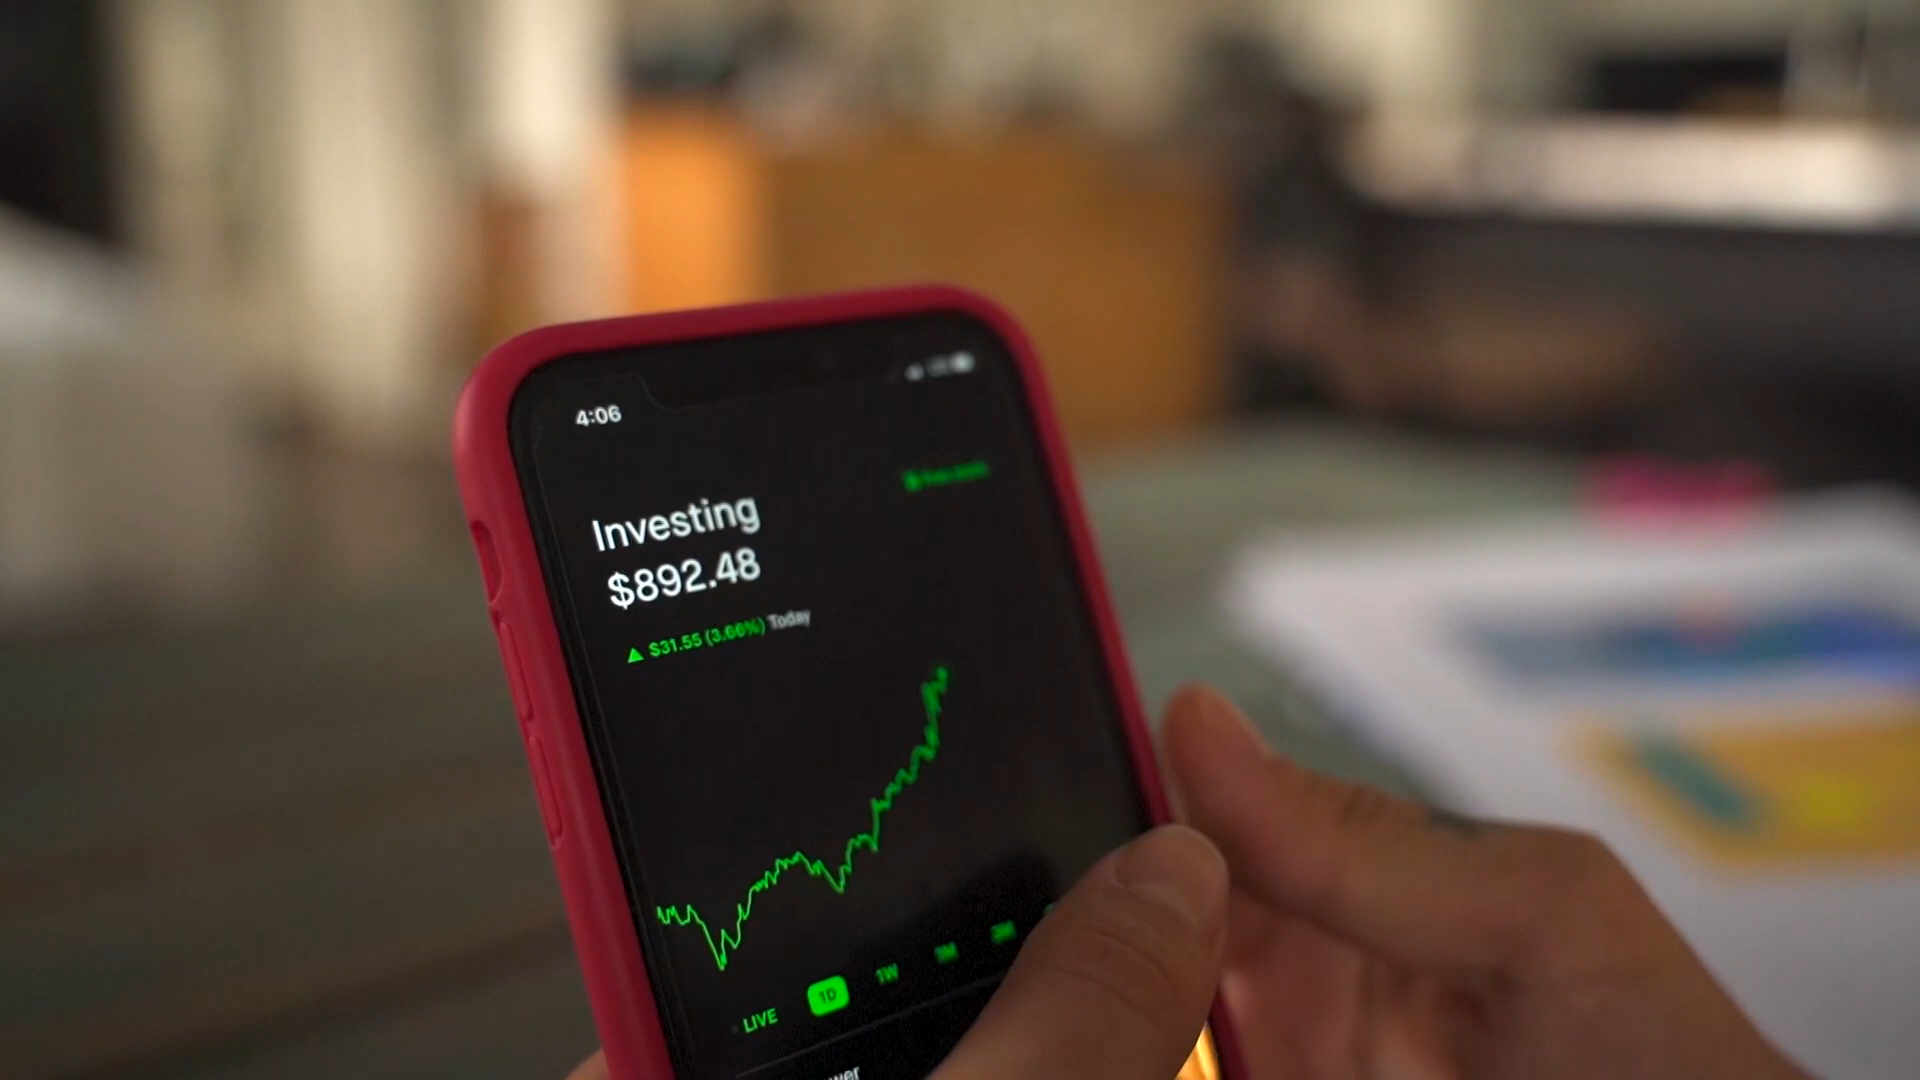 4:06
Investing
$892.48
▲ $31.55 (3.66%) Today
LIVE 1D 1W